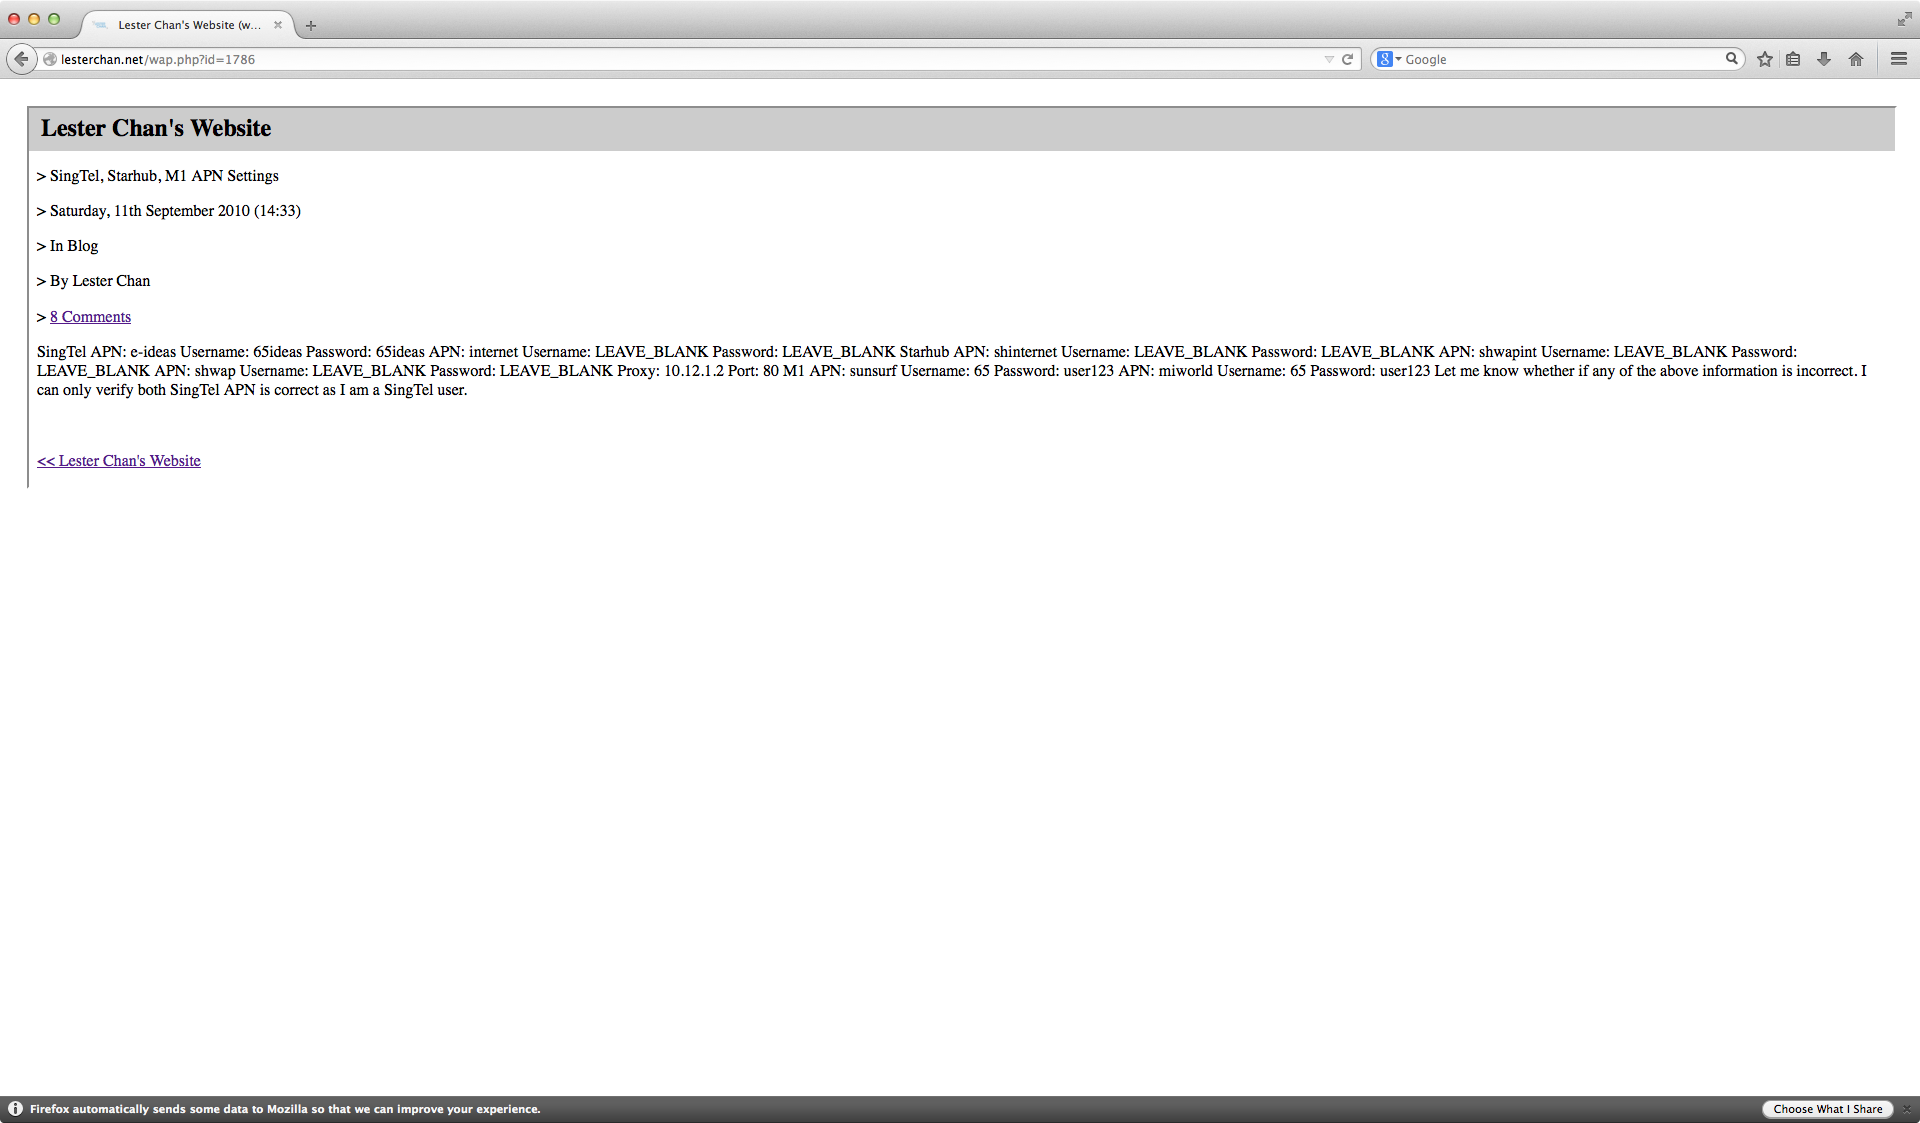 Lester Chan's Website (w...
lesterchan.net/wap.php?id=1786
Google
Lester Chan's Website
> SingTel, Starhub, M1 APN Settings
> Saturday, 11th September 2010 (14:33)
> In Blog
> By Lester Chan
> 8 Comments
SingTel APN: e-ideas Username: 65ideas Password: 65ideas APN: internet Username: LEAVE_BLANK Password: LEAVE_BLANK Starhub APN: shinternet Username: LEAVE_BLANK Password: LEAVE_BLANK APN: shwapint Username: LEAVE_BLANK Password:
LEAVE_BLANK APN: shwap Username: LEAVE_BLANK Password: LEAVE_BLANK Proxy: 10.12.1.2 Port: 80 M1 APN: sunsurf Username: 65 Password: user123 APN: miworld Username: 65 Password: user123 Let me know whether if any of the above information is incorrect. I
can only verify both SingTel APN is correct as I am a SingTel user.
<< Lester Chan's Website
Firefox automatically sends some data to Mozilla so that we can improve your experience.
Choose What I Share